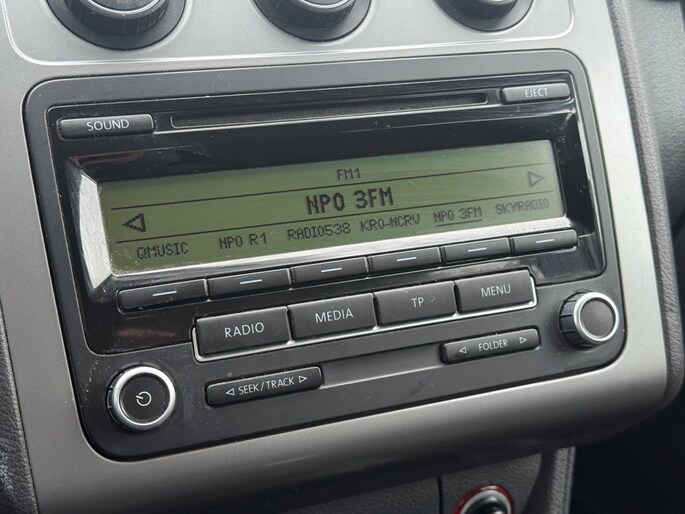 SOUND
EJECT
FM1
NPO 3FM
QMUSIC NPO R1 RADIO538 KRO-NCRV NPO 3FM SKYRADIO
RADIO MEDIA TP MENU
SEEK/TRACK
FOLDER